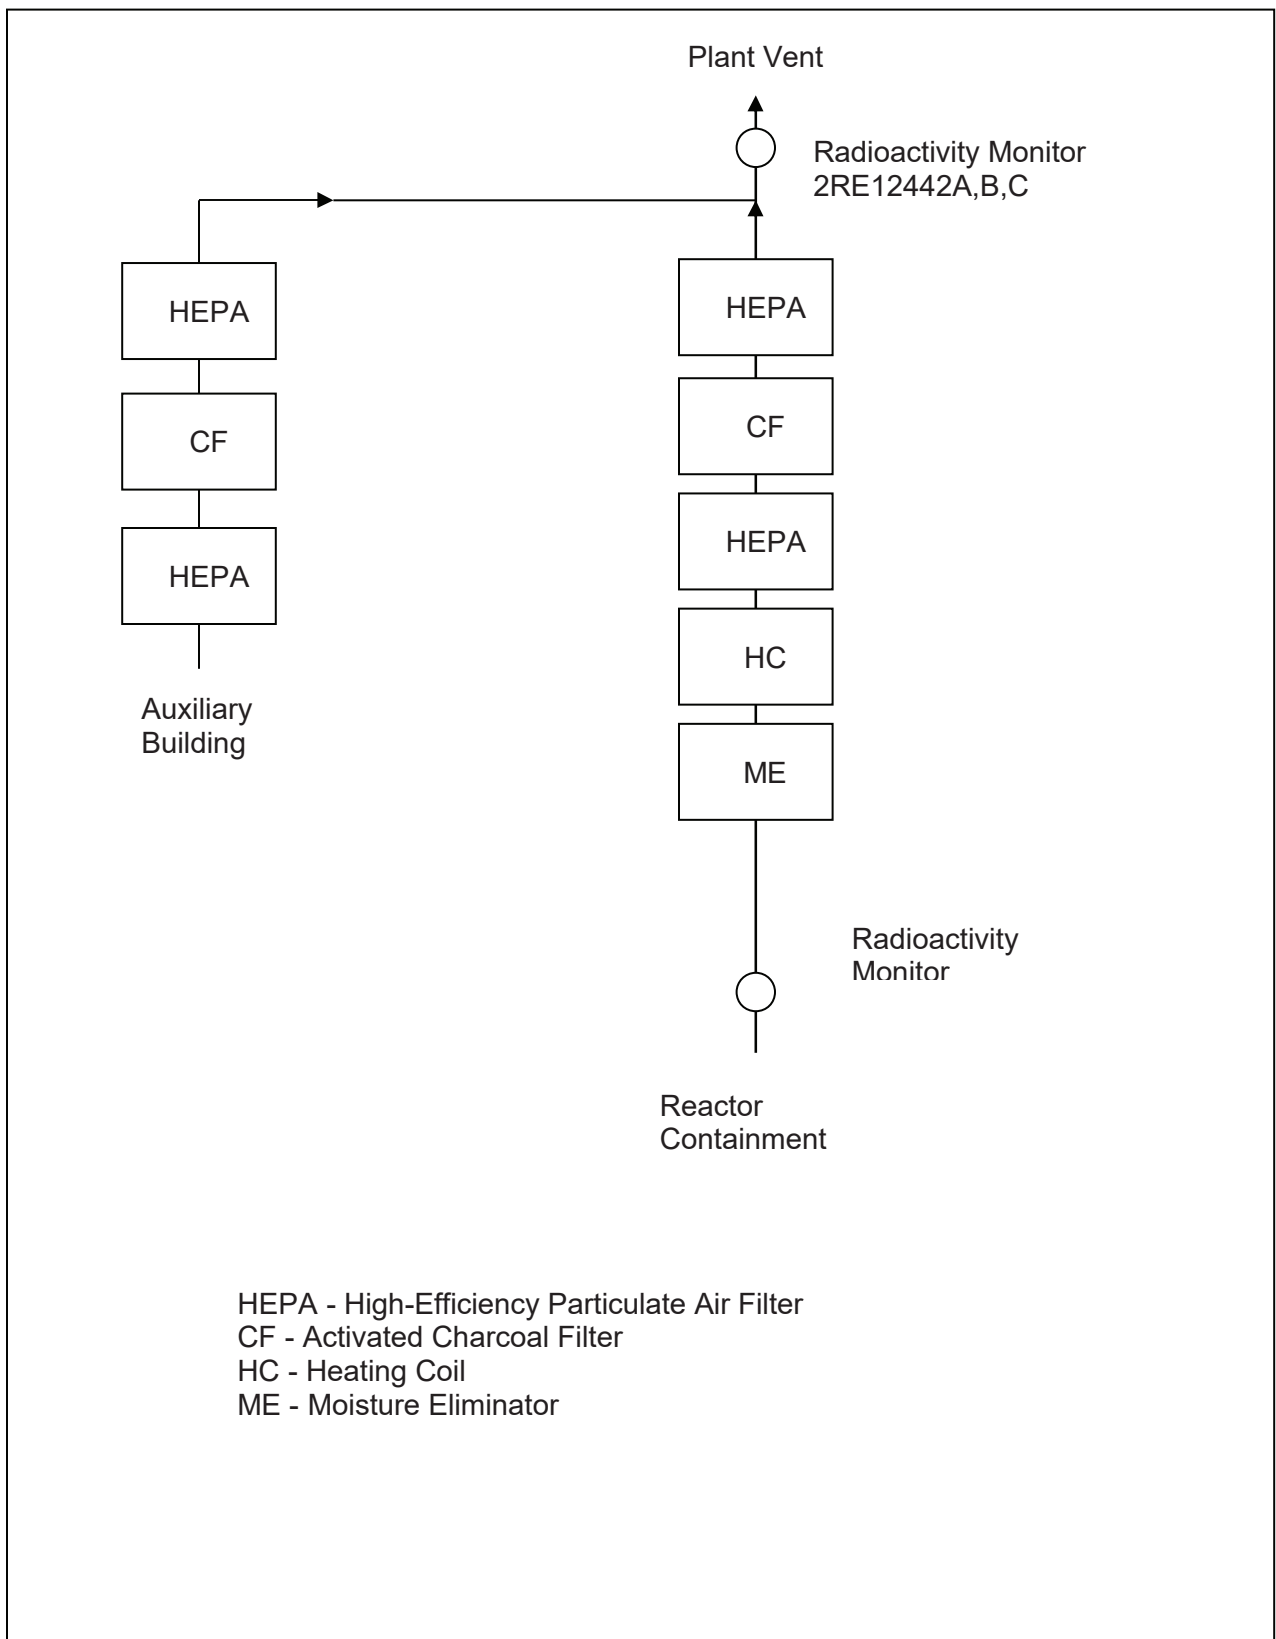 Plant Vent
Radioactivity Monitor
2RE12442A,B,C
HEPA
CF
HEPA
Auxiliary
Building
HEPA
CF
HEPA
HC
ME
Radioactivity
Monitor
Reactor
Containment
HEPA - High-Efficiency Particulate Air Filter
CF - Activated Charcoal Filter
HC - Heating Coil
ME - Moisture Eliminator